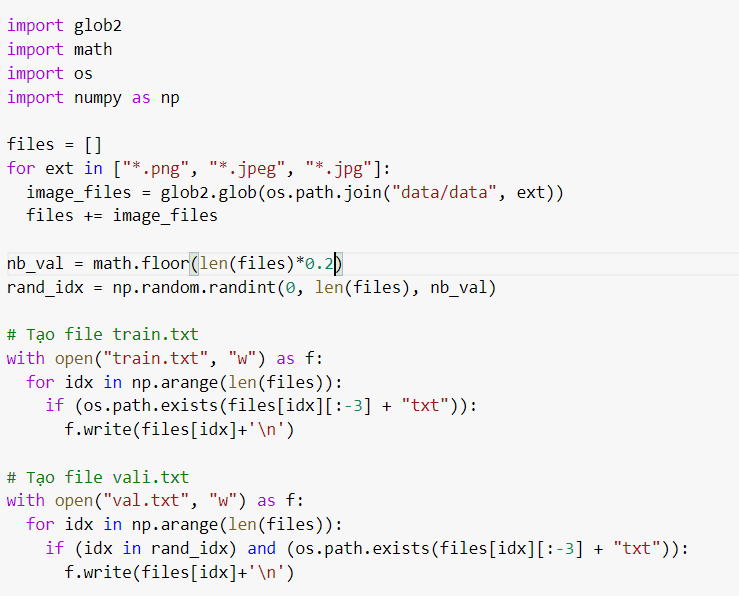 import glob2
import math
import os
import numpy as np

files = []
for ext in ["*.png", "*.jpeg", "*.jpg"]:
  image_files = glob2.glob(os.path.join("data/data", ext))
  files += image_files

nb_val = math.floor(len(files)*0.2)
rand_idx = np.random.randint(0, len(files), nb_val)

# Tạo file train.txt
with open("train.txt", "w") as f:
  for idx in np.arange(len(files)):
    if (os.path.exists(files[idx][:-3] + "txt")):
      f.write(files[idx]+'\n')

# Tạo file vali.txt
with open("val.txt", "w") as f:
  for idx in np.arange(len(files)):
    if (idx in rand_idx) and (os.path.exists(files[idx][:-3] + "txt")):
      f.write(files[idx]+'\n')